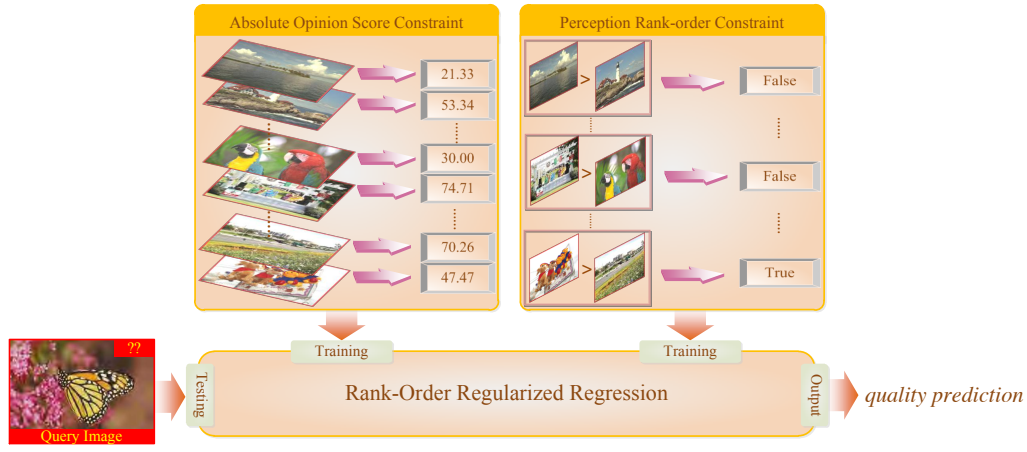 Absolute Opinion Score Constraint
21.33
53.34
30.00
74.71
70.26
47.47
Perception Rank-order Constraint
>
False
>
False
>
True
Training
Training
??
Query Image
Testing
Rank-Order Regularized Regression
Output
quality prediction